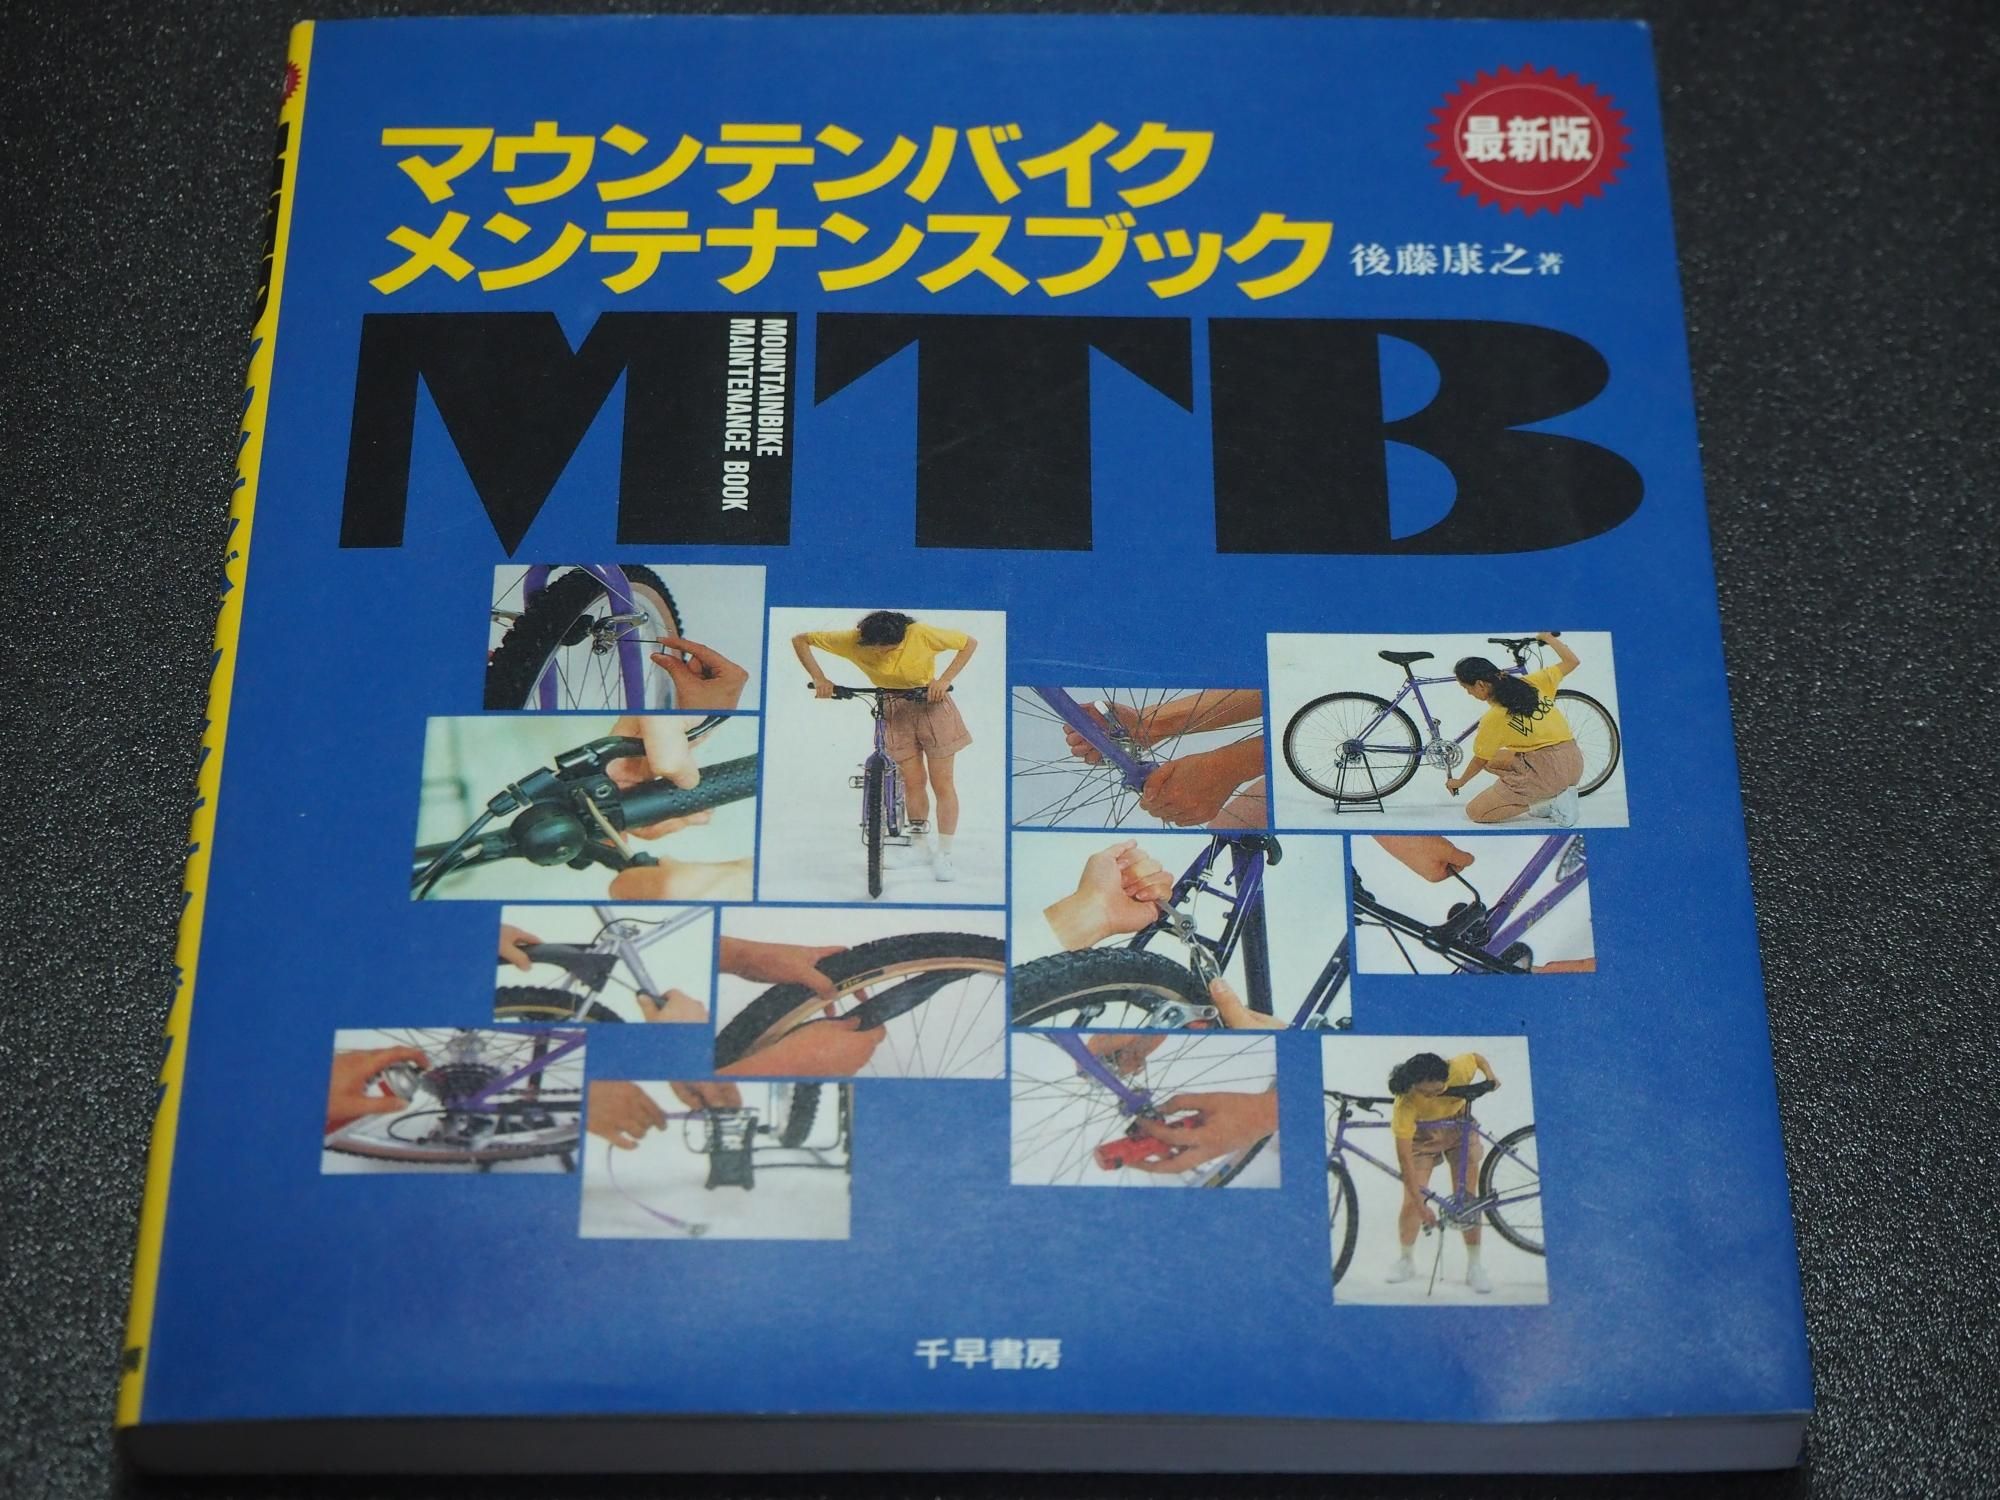 最新版
マウンテンバイク
メンテナンスブック
後藤康之著
MTB
MOUNTAINBIKE
MAINTENANCE BOOK
千早書房